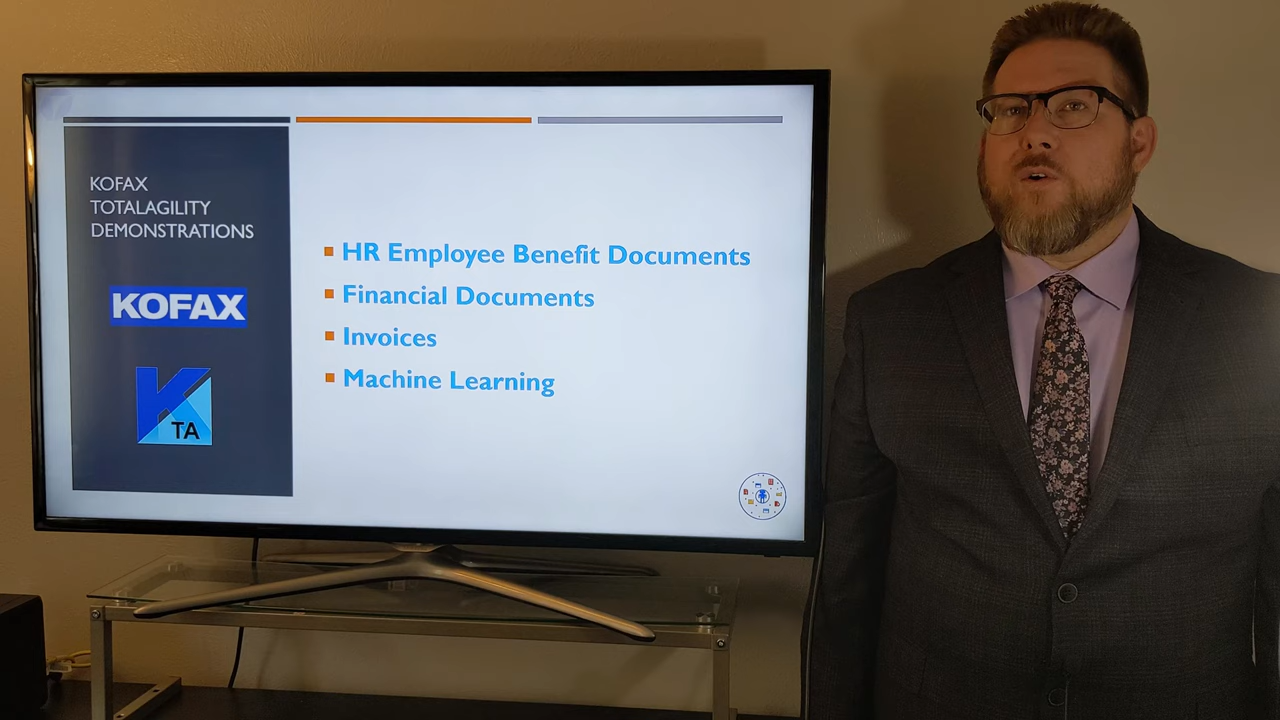 KOFAX
TOTALAGILITY
DEMONSTRATIONS
KOFAX
TA
HR Employee Benefit Documents
Financial Documents
Invoices
Machine Learning